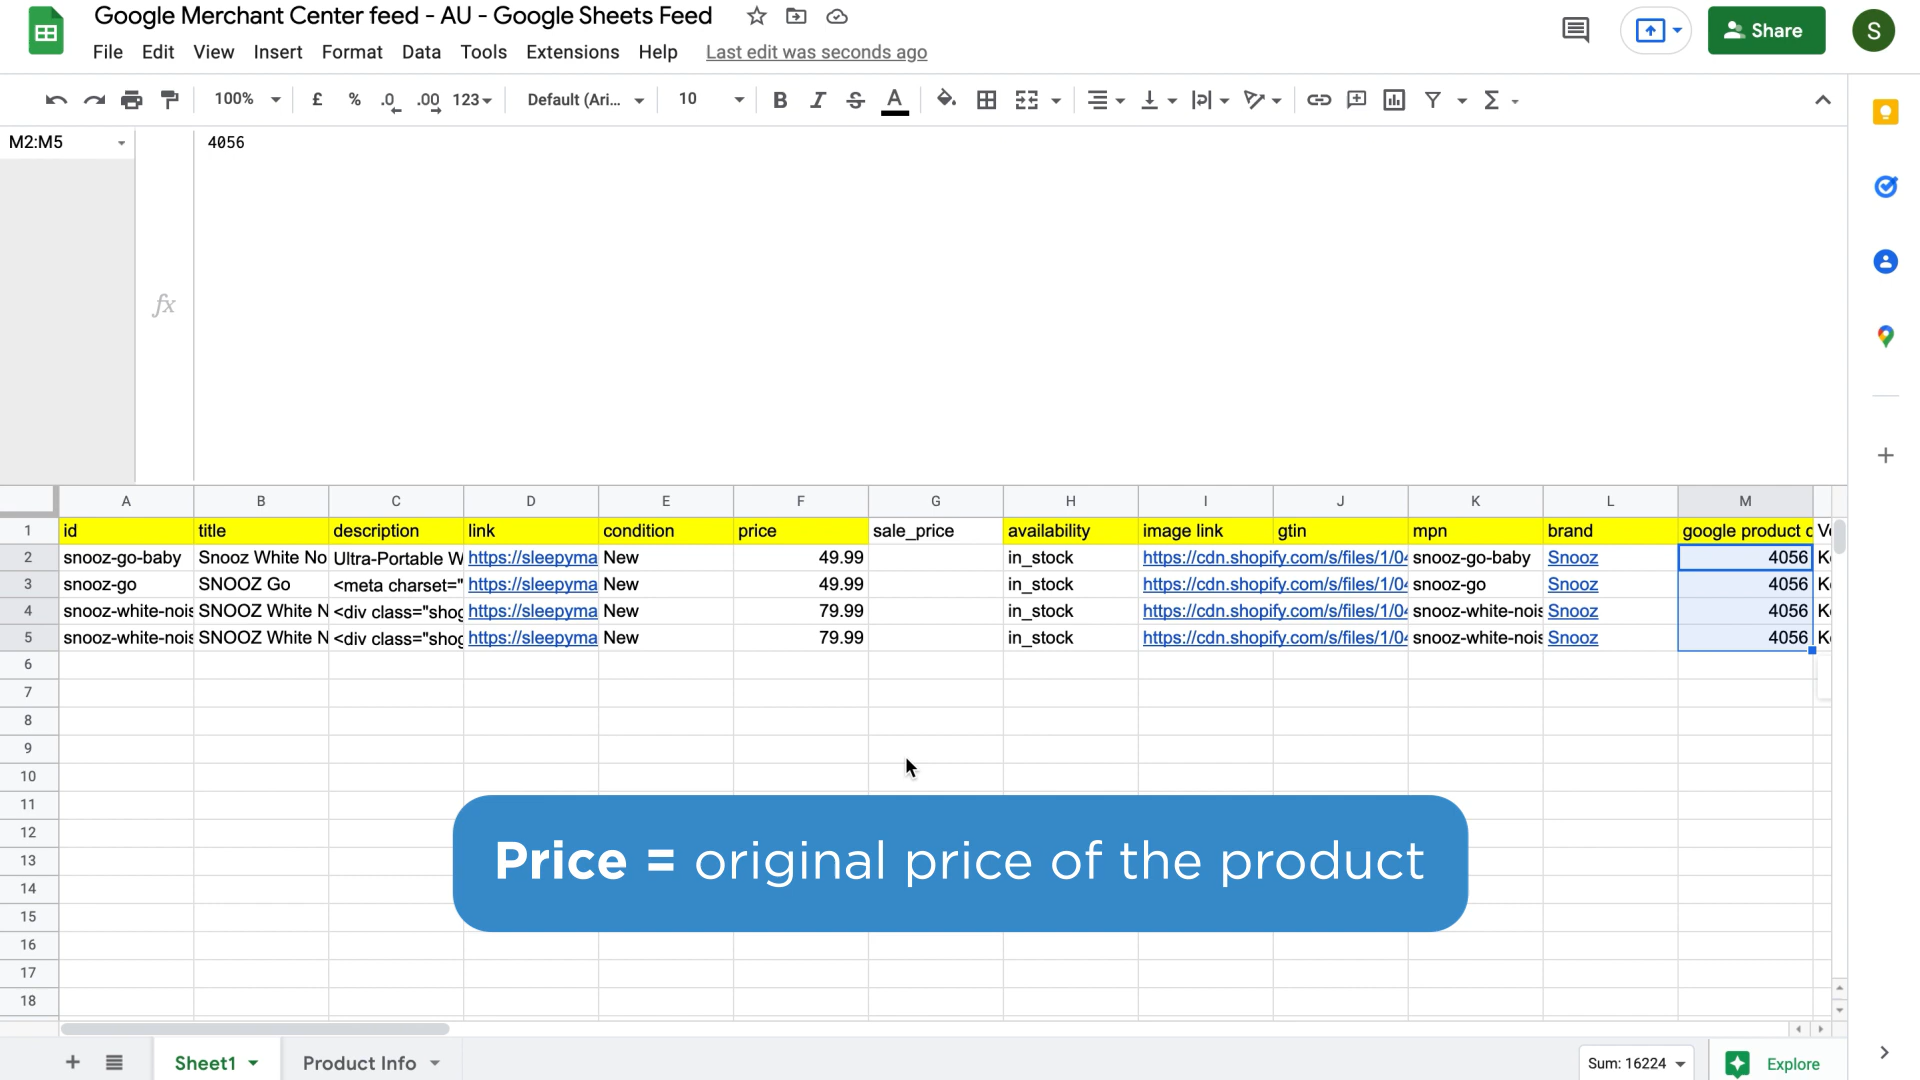 Google Merchant Center feed - AU - Google Sheets Feed
File Edit View Insert Format Data Tools Extensions Help Last edit was seconds ago
Share
S
100% £ % .0 .00 123 Default (Ari... 10 B I S A
M2:M5
4056
fx
A B C D E F G H I J K L M
1 id title description link condition price sale_price availability image link gtin mpn brand google product c
2 snooz-go-baby Snooz White No Ultra-Portable W https://sleepyma New 49.99 in_stock https://cdn.shopify.com/s/files/1/04 snooz-go-baby Snooz 4056
3 snooz-go SNOOZ Go <meta charset=" https://sleepyma New 49.99 in_stock https://cdn.shopify.com/s/files/1/04 snooz-go Snooz 4056
4 snooz-white-nois SNOOZ White N <div class="shog https://sleepyma New 79.99 in_stock https://cdn.shopify.com/s/files/1/04 snooz-white-nois Snooz 4056
5 snooz-white-nois SNOOZ White N <div class="shog https://sleepyma New 79.99 in_stock https://cdn.shopify.com/s/files/1/04 snooz-white-nois Snooz 4056
6
7
8
9
10
11
12
13
14
15
16
17
18
Price = original price of the product
Sheet1 Product Info Sum: 16224 Explore